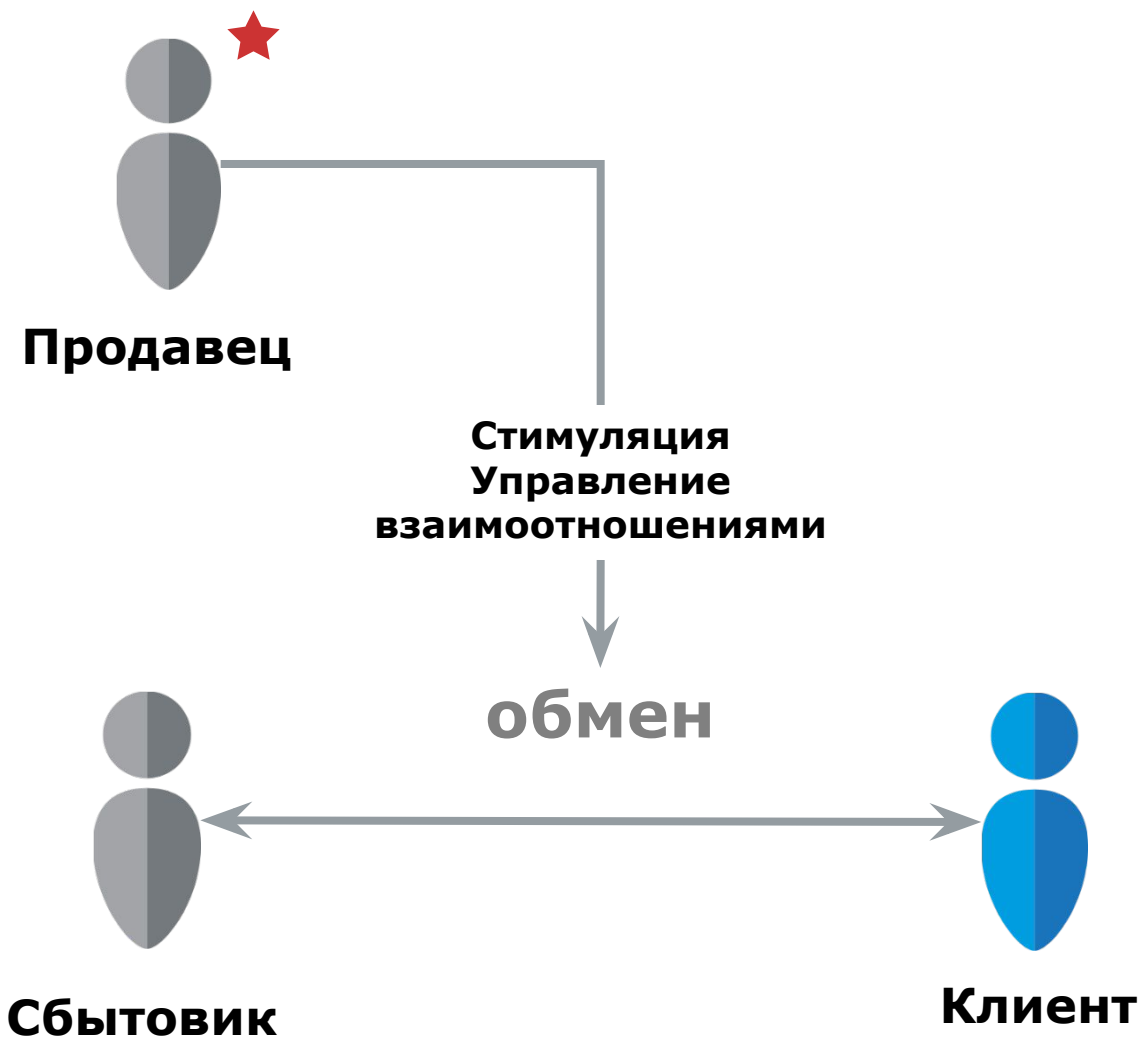 Продавец
Стимуляция
Управление
взаимоотношениями
обмен
Сбытовик
Клиент